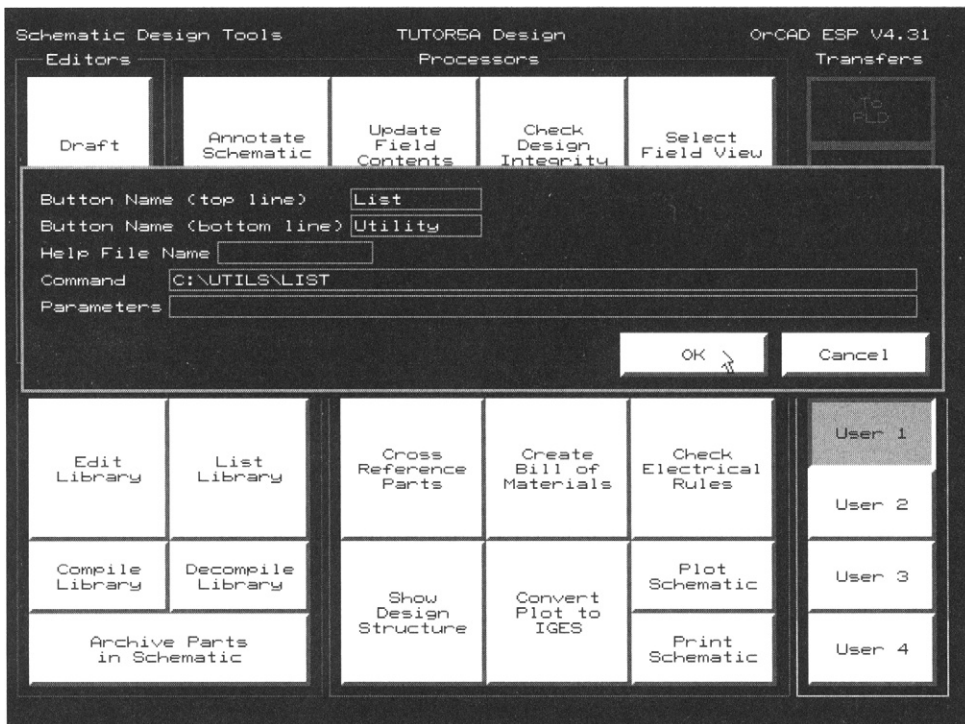 Schematic Design Tools TUTOR5A Design OrCAD ESP V4.31
Editors Processors Transfers
Draft
Annotate
Schematic
Update
Field
Contents
Check
Design
Integrity
Select
Field View
To
PLD
Button Name (top line) List
Button Name (bottom line) Utility
Help File Name
Command C:\UTILS\LIST
Parameters
OK Cancel
Edit
Library
List
Library
Cross
Reference
Parts
Create
Bill of
Materials
Check
Electrical
Rules
User 1
User 2
Compile
Library
Decompile
Library
Show
Design
Structure
Convert
Plot to
IGES
Plot
Schematic
User 3
Archive Parts
in Schematic
Print
Schematic
User 4